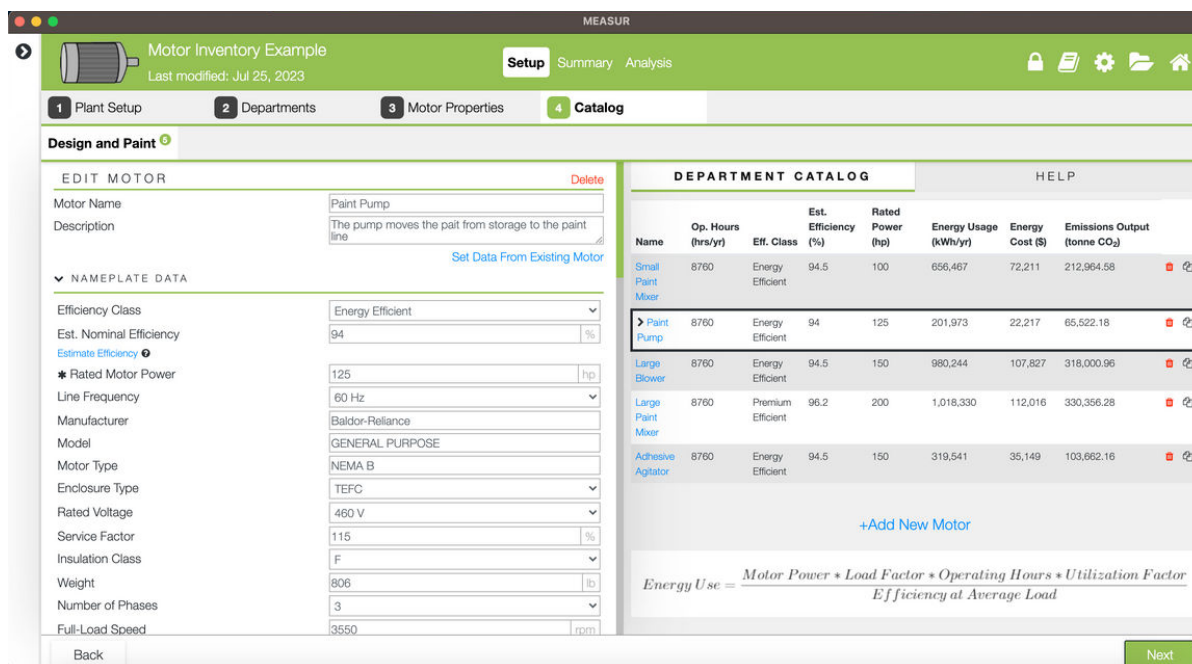 MEASUR
Motor Inventory Example
Last modified: Jul 25, 2023
Setup Summary Analysis
1 Plant Setup 2 Departments 3 Motor Properties 4 Catalog
Design and Paint 5
EDIT MOTOR Delete
Motor Name Paint Pump
Description The pump moves the pait from storage to the paint
line
Set Data From Existing Motor
NAMEPLATE DATA
Efficiency Class Energy Efficient
Est. Nominal Efficiency 94 %
Estimate Efficiency ?
* Rated Motor Power 125 hp
Line Frequency 60 Hz
Manufacturer Baldor-Reliance
Model GENERAL PURPOSE
Motor Type NEMA B
Enclosure Type TEFC
Rated Voltage 460 V
Service Factor 115 %
Insulation Class F
Weight 806 lb
Number of Phases 3
Full-Load Speed 3550 rpm
Back
DEPARTMENT CATALOG HELP
Est. Rated
Op. Hours Efficiency Power Energy Usage Energy Emissions Output
Name (hrs/yr) Eff. Class (%) (hp) (kWh/yr) Cost ($) (tonne CO₂)
Small 8760 Energy 94.5 100 656,467 72,211 212,964.58
Paint Efficient
Mixer
Paint 8760 Energy 94 125 201,973 22,217 65,522.18
Pump Efficient
Large 8760 Energy 94.5 150 980,244 107,827 318,000.96
Blower Efficient
Large 8760 Premium 96.2 200 1,018,330 112,016 330,356.28
Paint Efficient
Mixer
Adhesive 8760 Energy 94.5 150 319,541 35,149 103,662.16
Agitator Efficient
+Add New Motor
Energy Use = Motor Power * Load Factor * Operating Hours * Utilization Factor
Efficiency at Average Load
Next